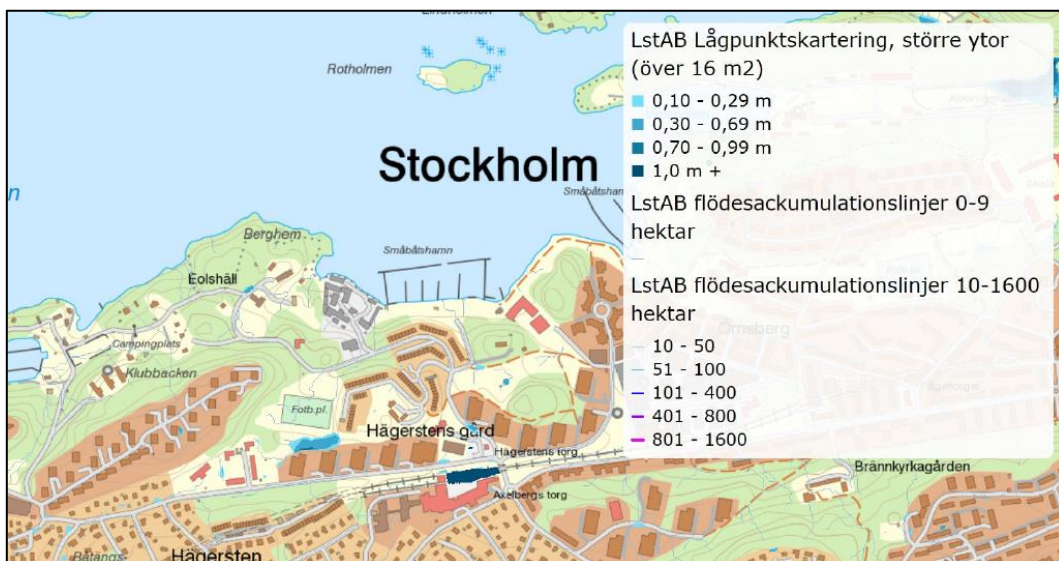 Rotholmen
Stockholm
Småbåtsham
Berghem
Småbåtshamn
Eolshäll
Campingplats
Klubbacken
Fotb.pl.
Hägerstens gård
Hägerstens torg
Axelbergs torg
Hägersten
Båtangs-
Brännkyrkagården
Örnsberg
n
LstAB Lågpunktskartering, större ytor
(över 16 m2)
0,10 - 0,29 m
0,30 - 0,69 m
0,70 - 0,99 m
1,0 m +
LstAB flödesackumulationslinjer 0-9
hektar
LstAB flödesackumulationslinjer 10-1600
hektar
10 - 50
51 - 100
101 - 400
401 - 800
801 - 1600